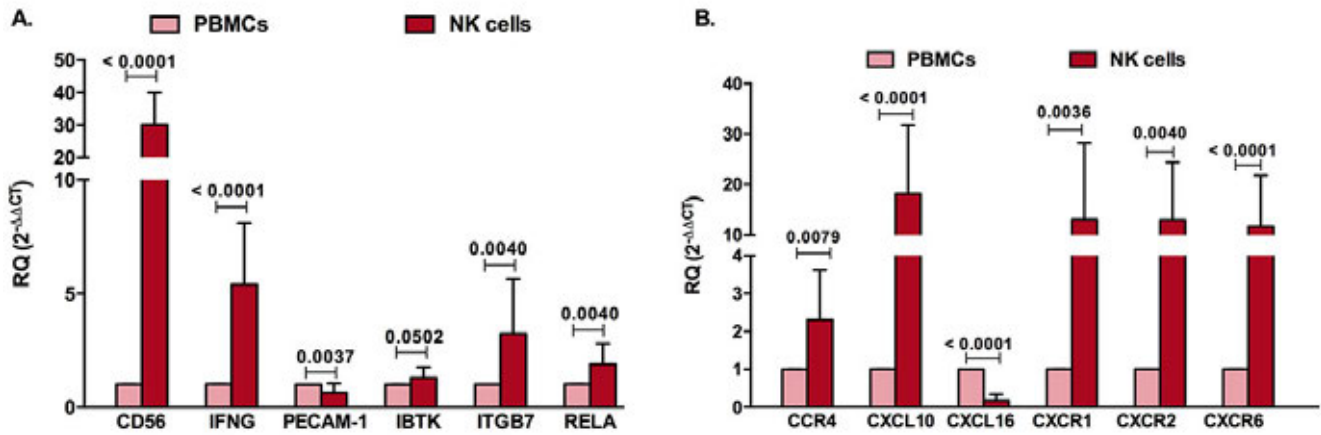 A.
PBMCs
NK cells
RQ (2-ΔΔCT)
50
40
30
20
10
5
0
< 0.0001
< 0.0001
0.0037
0.0502
0.0040
0.0040
CD56 IFNG PECAM-1 IBTK ITGB7 RELA
B.
PBMCs
NK cells
RQ (2-ΔΔCT)
40
30
20
10
4
3
2
1
0
0.0079
< 0.0001
< 0.0001
0.0036
0.0040
< 0.0001
CCR4 CXCL10 CXCL16 CXCR1 CXCR2 CXCR6